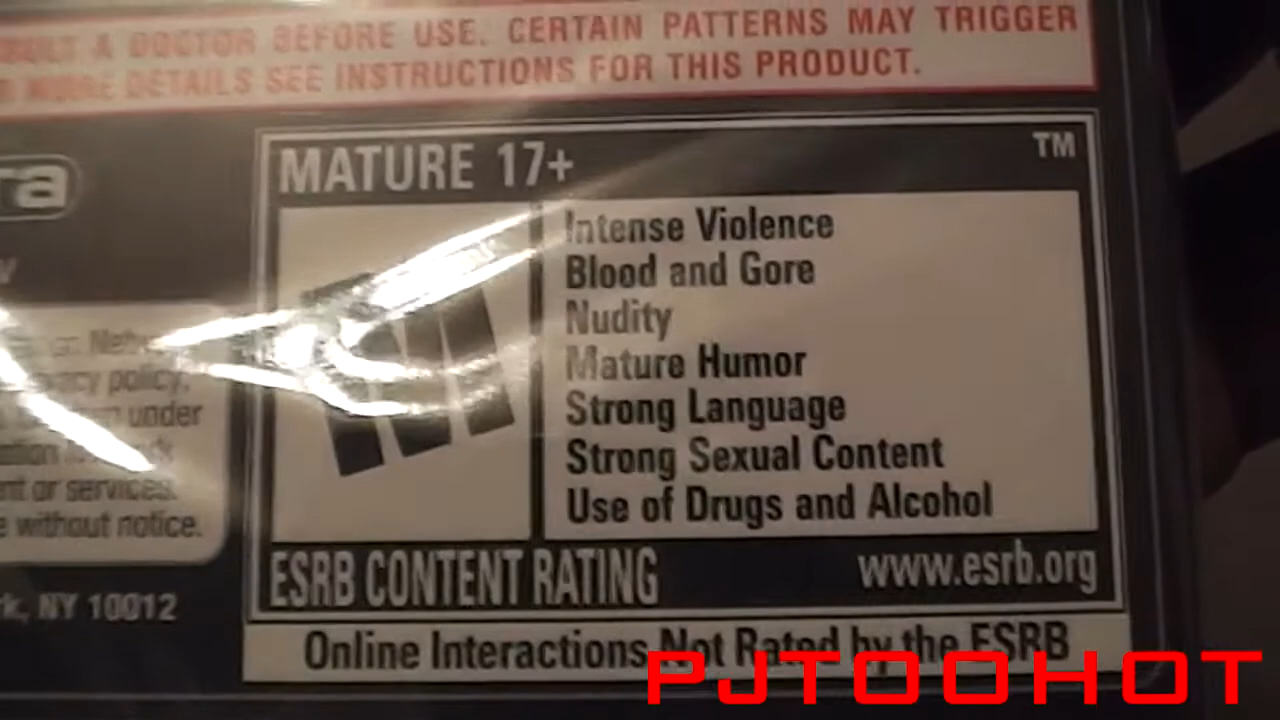 A DOCTOR BEFORE USE. CERTAIN PATTERNS MAY TRIGGER
MORE DETAILS SEE INSTRUCTIONS FOR THIS PRODUCT.
ra
MATURE 17+
TM
Intense Violence
Blood and Gore
Nudity
Mature Humor
Strong Language
Strong Sexual Content
Use of Drugs and Alcohol
M
policy,
under
or services.
without notice.
NY 10012
ESRB CONTENT RATING
www.esrb.org
Online Interactions Not Rated by the ESRB
PJTOOHOT